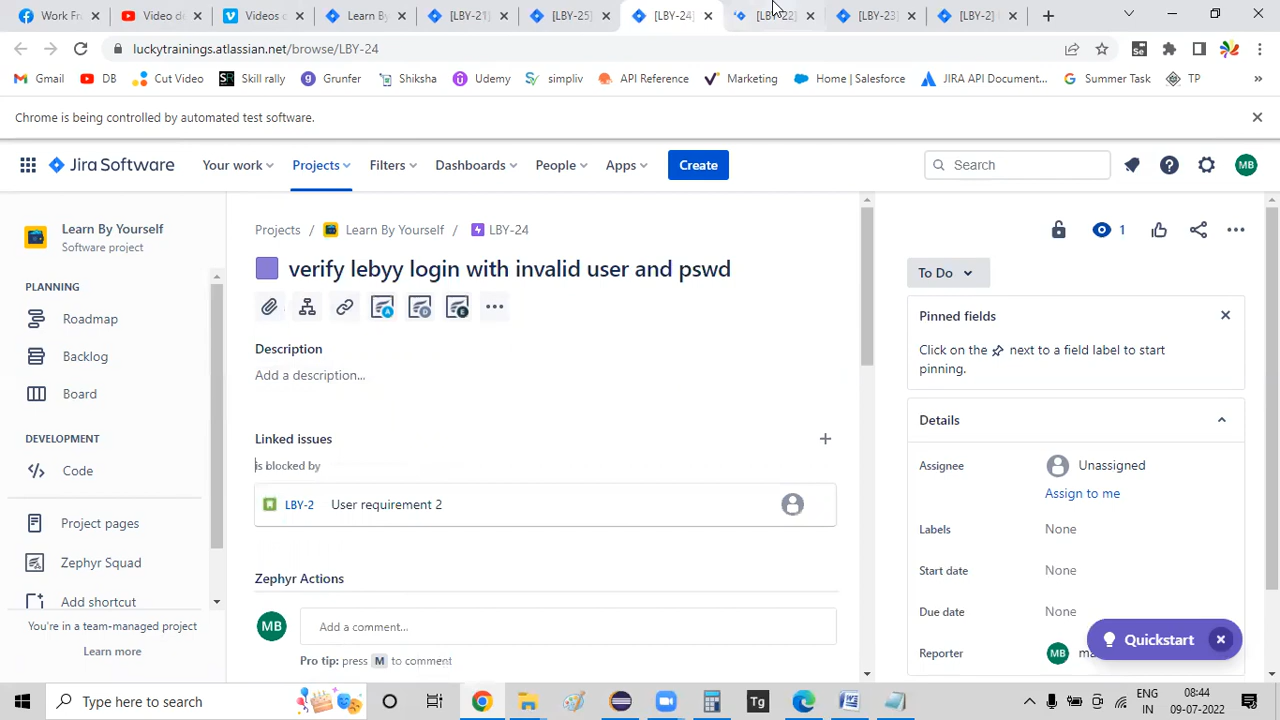 Work Fr
Video de
Videos c
Learn By
[LBY-21]
[LBY-25]
[LBY-24]
[LBY-23]
[LBY-2]
luckytrainings.atlassian.net/browse/LBY-24
Gmail
DB
Cut Video
SR Skill rally
Grunfer
Shiksha
Udemy
simpliv
API Reference
Marketing
Home | Salesforce
JIRA API Document...
Summer Task
TP
Chrome is being controlled by automated test software.
Jira Software
Your work
Projects
Filters
Dashboards
People
Apps
Create
Search
MB
Learn By Yourself
Software project
PLANNING
Roadmap
Backlog
Board
DEVELOPMENT
Code
Project pages
Zephyr Squad
Add shortcut
You're in a team-managed project
Learn more
Projects / Learn By Yourself / LBY-24
verify lebyy login with invalid user and pswd
A D E
Description
Add a description...
Linked issues
is blocked by
LBY-2 User requirement 2
Zephyr Actions
MB Add a comment...
Pro tip: press M to comment
1
To Do
Pinned fields
Click on the next to a field label to start
pinning.
Details
Assignee Unassigned
Assign to me
Labels None
Start date None
Due date None
Reporter MB
Quickstart
Type here to search
Tg
ENG
IN
08:44
09-07-2022